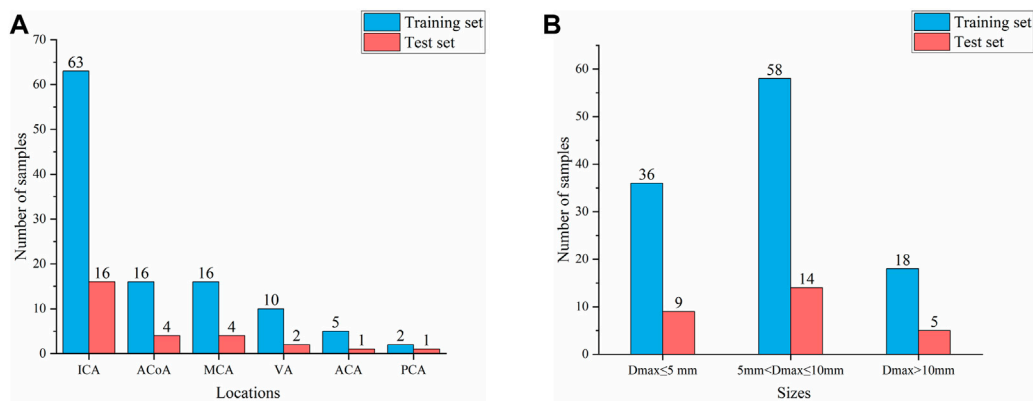 A
Training set
Test set
Number of samples
70
60
50
40
30
20
10
0
63
16
16
4
16
4
10
2
5
1
2
1
ICA ACoA MCA VA ACA PCA
Locations
B
Training set
Test set
Number of samples
60
50
40
30
20
10
0
36
9
58
14
18
5
Dmax≤5 mm 5mm<Dmax≤10mm Dmax>10mm
Sizes